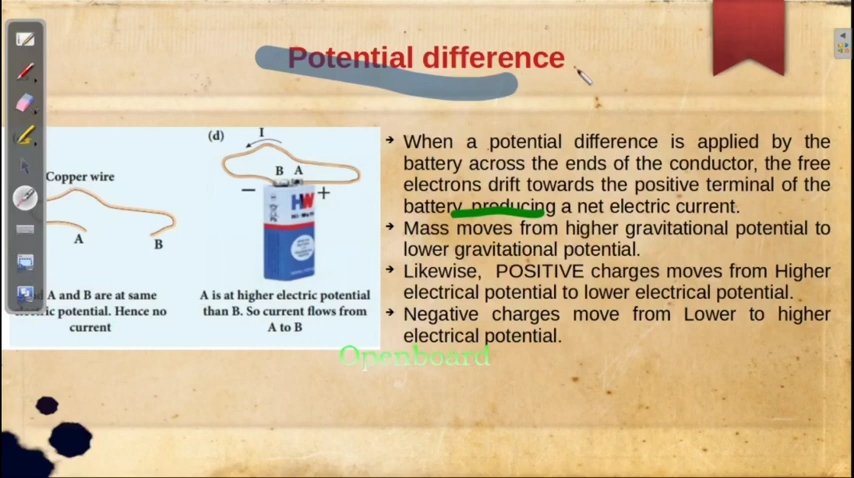 Potential difference
(d)
I
B A
− +
Copper wire
A
B
A and B are at same
potential. Hence no
current
A is at higher electric potential
than B. So current flows from
A to B
When a potential difference is applied by the
battery across the ends of the conductor, the free
electrons drift towards the positive terminal of the
battery producing a net electric current.
Mass moves from higher gravitational potential to
lower gravitational potential.
Likewise, POSITIVE charges moves from Higher
electrical potential to lower electrical potential.
Negative charges move from Lower to higher
electrical potential.
Openboard